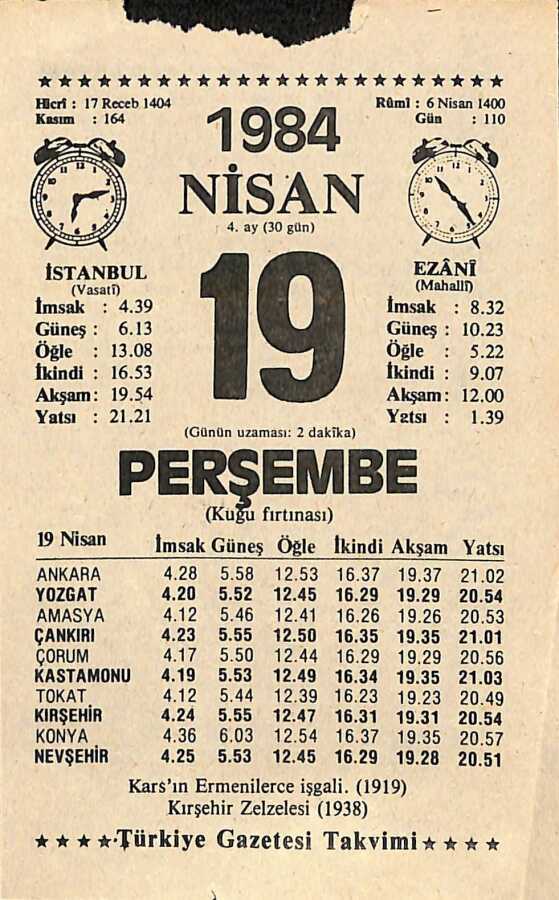 ★★★★★★★★★★★★★★★★★★★★★★★★
Hicrî : 17 Receb 1404
Kasım : 164
1984
Rûmî : 6 Nisan 1400
Gün : 110
NİSAN
4. ay (30 gün)
İSTANBUL
(Vasatî)
İmsak : 4.39
Güneş : 6.13
Öğle : 13.08
İkindi : 16.53
Akşam : 19.54
Yatsı : 21.21
19
EZÂNÎ
(Mahallî)
İmsak : 8.32
Güneş : 10.23
Öğle : 5.22
İkindi : 9.07
Akşam : 12.00
Yatsı : 1.39
(Günün uzaması: 2 dakîka)
PERŞEMBE
(Kuğu fırtınası)
19 Nisan İmsak Güneş Öğle İkindi Akşam Yatsı
ANKARA 4.28 5.58 12.53 16.37 19.37 21.02
YOZGAT 4.20 5.52 12.45 16.29 19.29 20.54
AMASYA 4.12 5.46 12.41 16.26 19.26 20.53
ÇANKIRI 4.23 5.55 12.50 16.35 19.35 21.01
ÇORUM 4.17 5.50 12.44 16.29 19.29 20.56
KASTAMONU 4.19 5.53 12.49 16.34 19.35 21.03
TOKAT 4.12 5.44 12.39 16.23 19.23 20.49
KIRŞEHİR 4.24 5.55 12.47 16.31 19.31 20.54
KONYA 4.36 6.03 12.54 16.37 19.35 20.57
NEVŞEHİR 4.25 5.53 12.45 16.29 19.28 20.51
Kars'ın Ermenilerce işgali. (1919)
Kırşehir Zelzelesi (1938)
★★★★Türkiye Gazetesi Takvimi★★★★